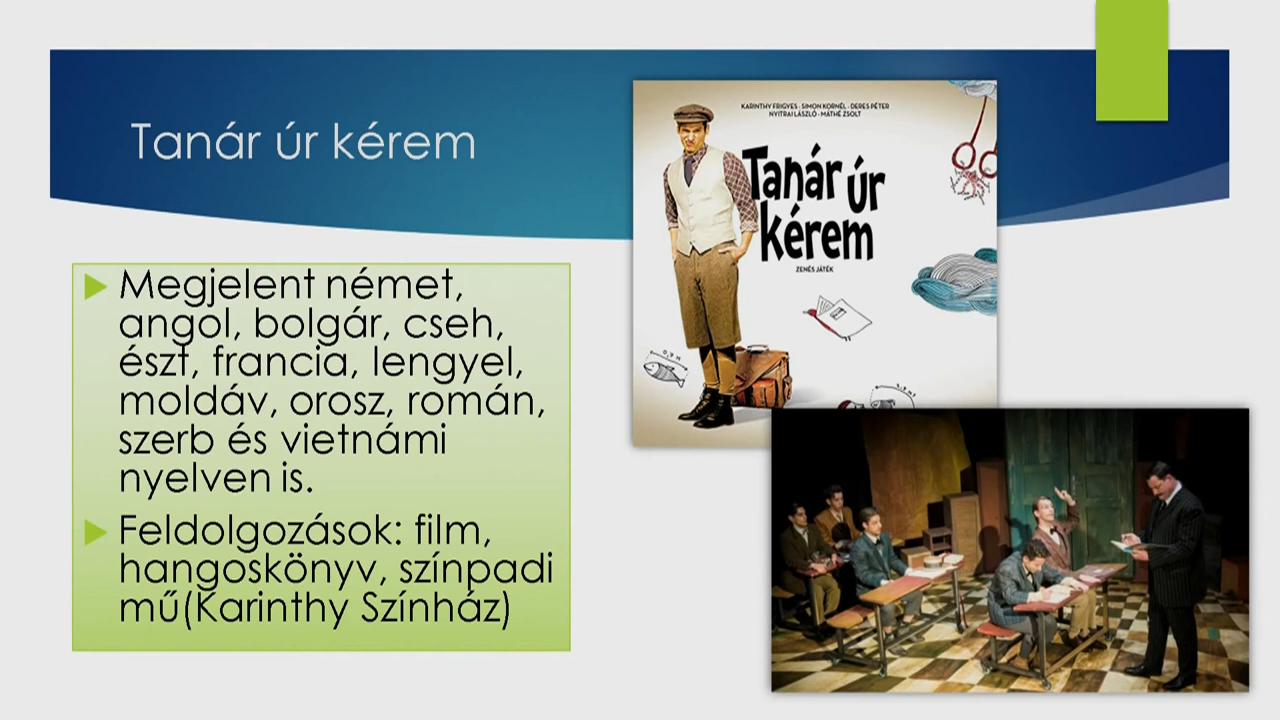 Tanár úr kérem
Megjelent német,
angol, bolgár, cseh,
észt, francia, lengyel,
moldáv, orosz, román,
szerb és vietnámi
nyelven is.
Feldolgozások: film,
hangoskönyv, színpadi
mű(Karinthy Színház)
KARINTHY FRIGYES · SIMON KORNÉL · DERES PÉTER
NYITRAI LÁSZLÓ · MÁTHÉ ZSOLT
Tanár úr
kérem
ZENÉS JÁTÉK